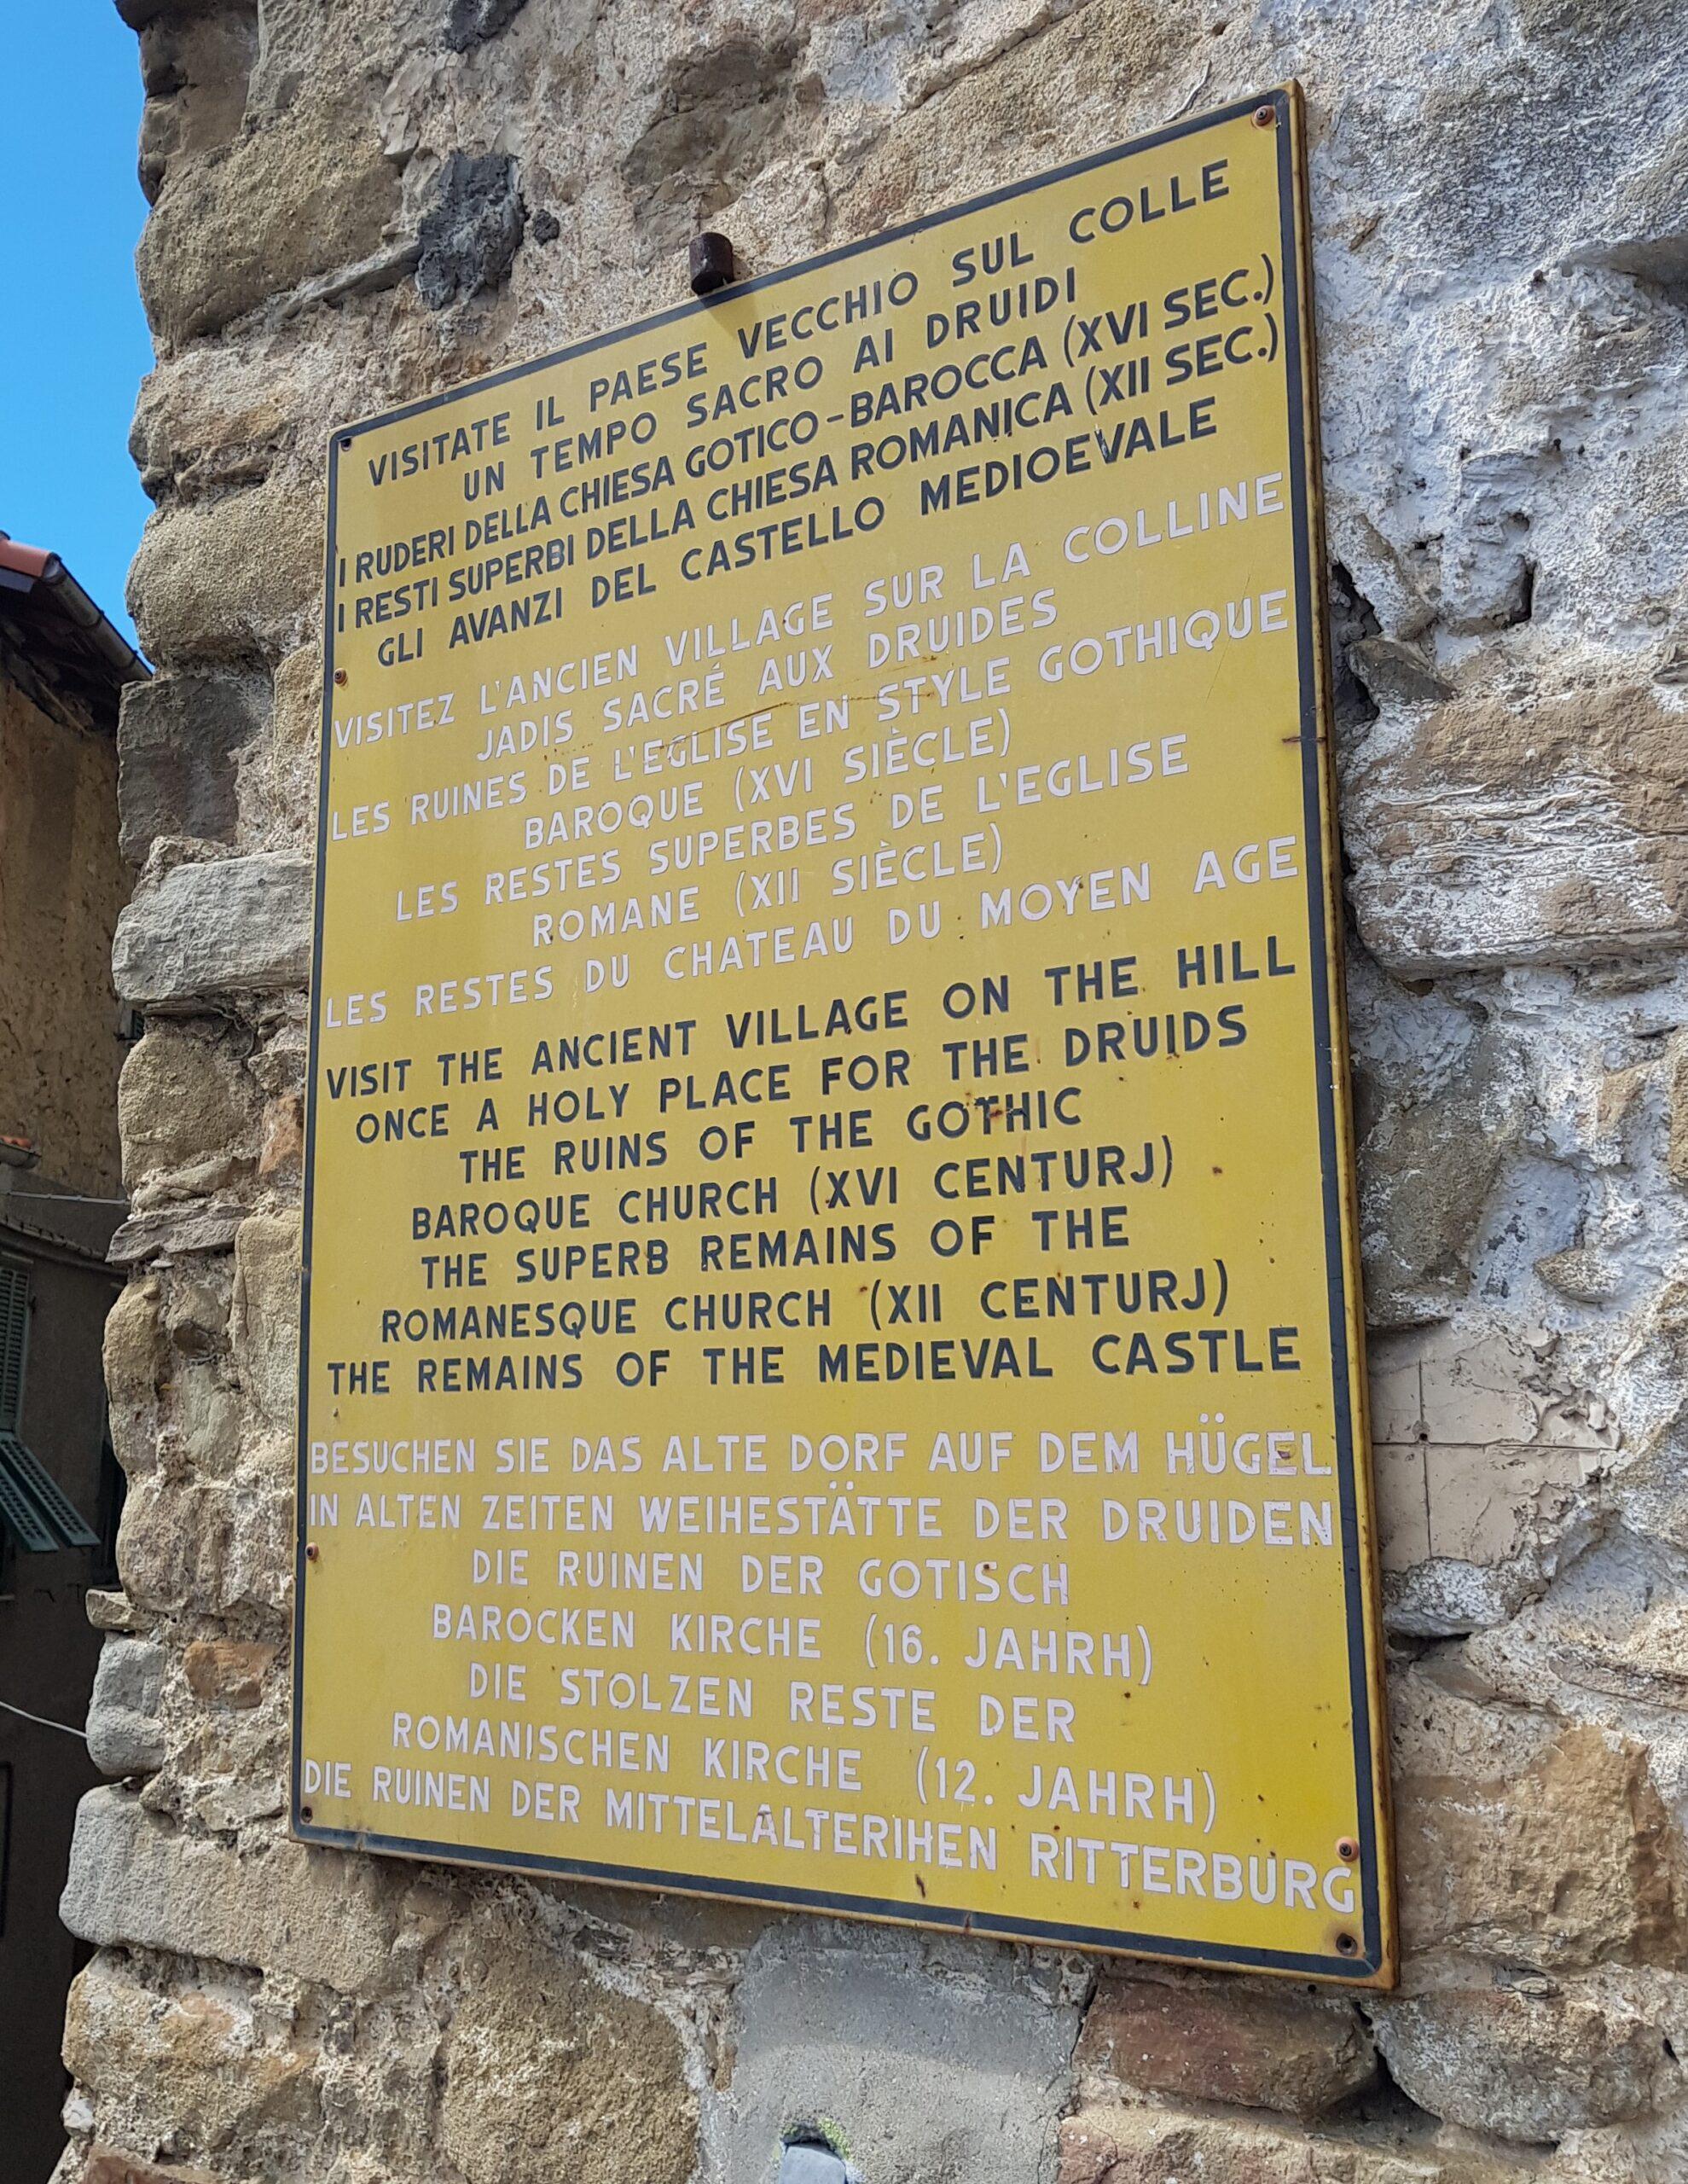 VISITATE IL PAESE VECCHIO SUL COLLE
UN TEMPO SACRO AI DRUIDI
I RUDERI DELLA CHIESA GOTICO-BAROCCA (XVI SEC.)
I RESTI SUPERBI DELLA CHIESA ROMANICA (XII SEC.)
GLI AVANZI DEL CASTELLO MEDIOEVALE
VISITEZ L'ANCIEN VILLAGE SUR LA COLLINE
JADIS SACRÉ AUX DRUIDES
LES RUINES DE L'EGLISE EN STYLE GOTHIQUE
BAROQUE (XVI SIÈCLE)
LES RESTES SUPERBES DE L'EGLISE
ROMANE (XII SIÈCLE)
LES RESTES DU CHATEAU DU MOYEN AGE
VISIT THE ANCIENT VILLAGE ON THE HILL
ONCE A HOLY PLACE FOR THE DRUIDS
THE RUINS OF THE GOTHIC
BAROQUE CHURCH (XVI CENTURJ)
THE SUPERB REMAINS OF THE
ROMANESQUE CHURCH (XII CENTURJ)
THE REMAINS OF THE MEDIEVAL CASTLE
BESUCHEN SIE DAS ALTE DORF AUF DEM HÜGEL
IN ALTEN ZEITEN WEIHESTÄTTE DER DRUIDEN
DIE RUINEN DER GOTISCH
BAROCKEN KIRCHE (16. JAHRH)
DIE STOLZEN RESTE DER
ROMANISCHEN KIRCHE (12. JAHRH)
DIE RUINEN DER MITTELALTERIHEN RITTERBURG